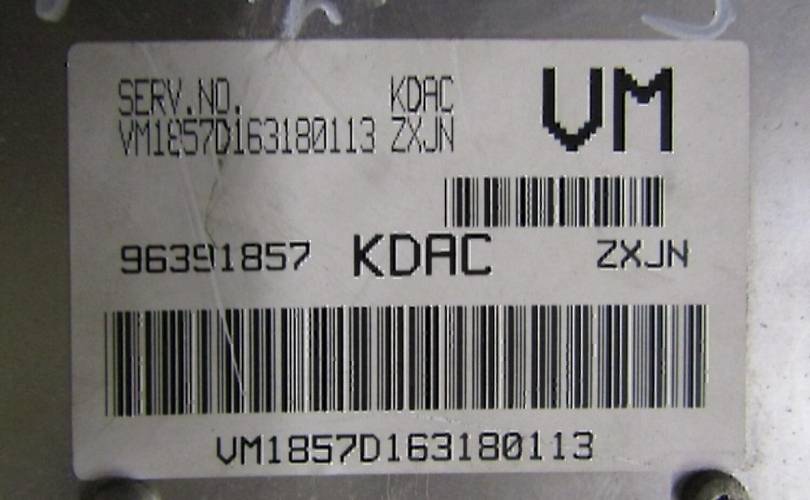 SERV.NO. KDAC VM
VM1857D163180113 ZXJN
96391857 KDAC ZXJN
VM1857D163180113